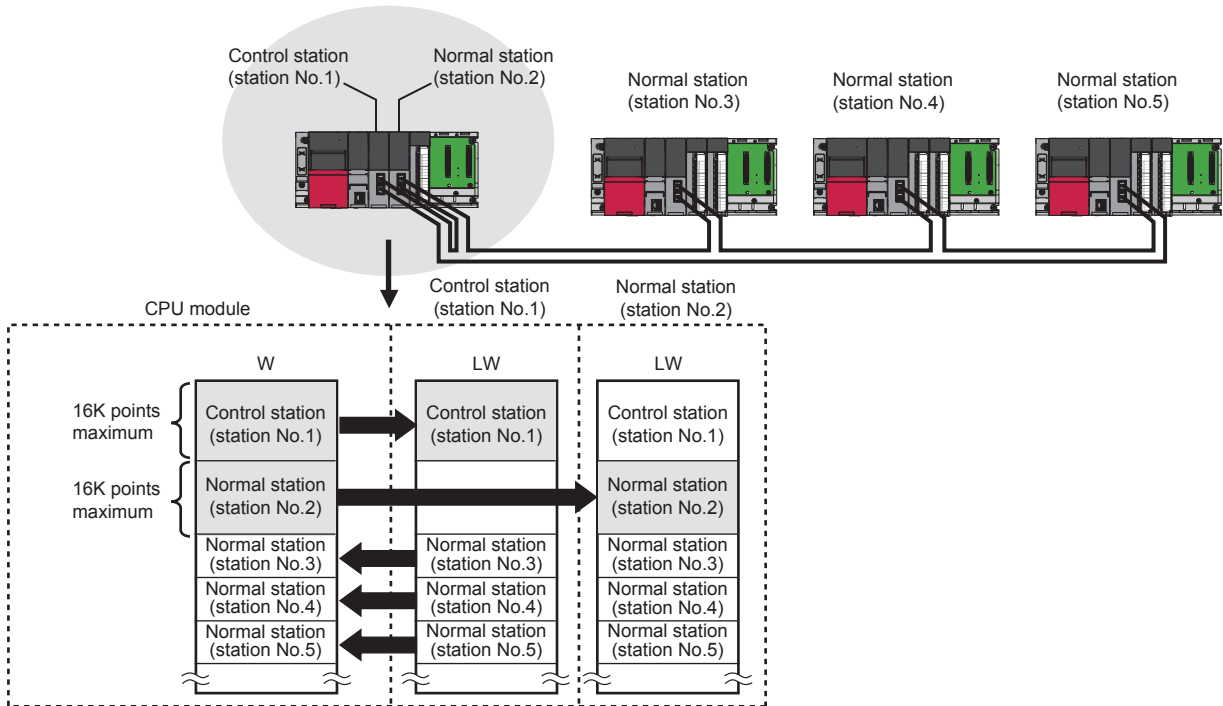 Control station
(station No.1)
Normal station
(station No.2)
Normal station
(station No.3)
Normal station
(station No.4)
Normal station
(station No.5)
CPU module
Control station
(station No.1)
Normal station
(station No.2)
W
LW
LW
16K points
maximum
Control station
(station No.1)
Control station
(station No.1)
Control station
(station No.1)
16K points
maximum
Normal station
(station No.2)
Normal station
(station No.2)
Normal station
(station No.3)
Normal station
(station No.3)
Normal station
(station No.3)
Normal station
(station No.4)
Normal station
(station No.4)
Normal station
(station No.4)
Normal station
(station No.5)
Normal station
(station No.5)
Normal station
(station No.5)